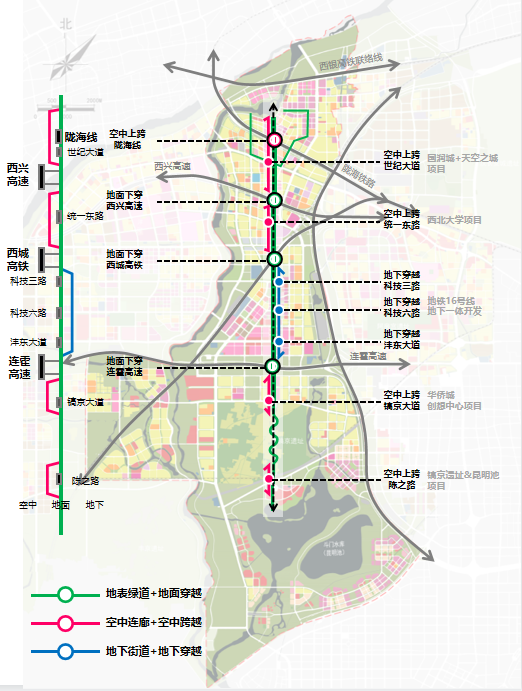 北
西银高铁联络线
陇海线
世纪大道
西兴
高速
统一东路
西城
高铁
科技三路
科技六路
沣东大道
连霍
高速
镐京大道
陈之路
空中 地面 地下
空中上跨
陇海线
西兴高速
地面下穿
西兴高速
地面下穿
西城高铁
地面下穿
连霍高速
陇海铁路
空中上跨
世纪大道
国润城+天空之城
项目
空中上跨
统一东路
西北大学项目
地下穿越
科技三路
地下穿越
科技六路
地铁16号线
地下一体开发
地下穿越
沣东大道
连霍高速
空中上跨
镐京大道
华侨城
创想中心项目
空中上跨
陈之路
镐京遗址&昆明池
项目
斗门水库
（昆明池）
地表绿道+地面穿越
空中连廊+空中跨越
地下街道+地下穿越